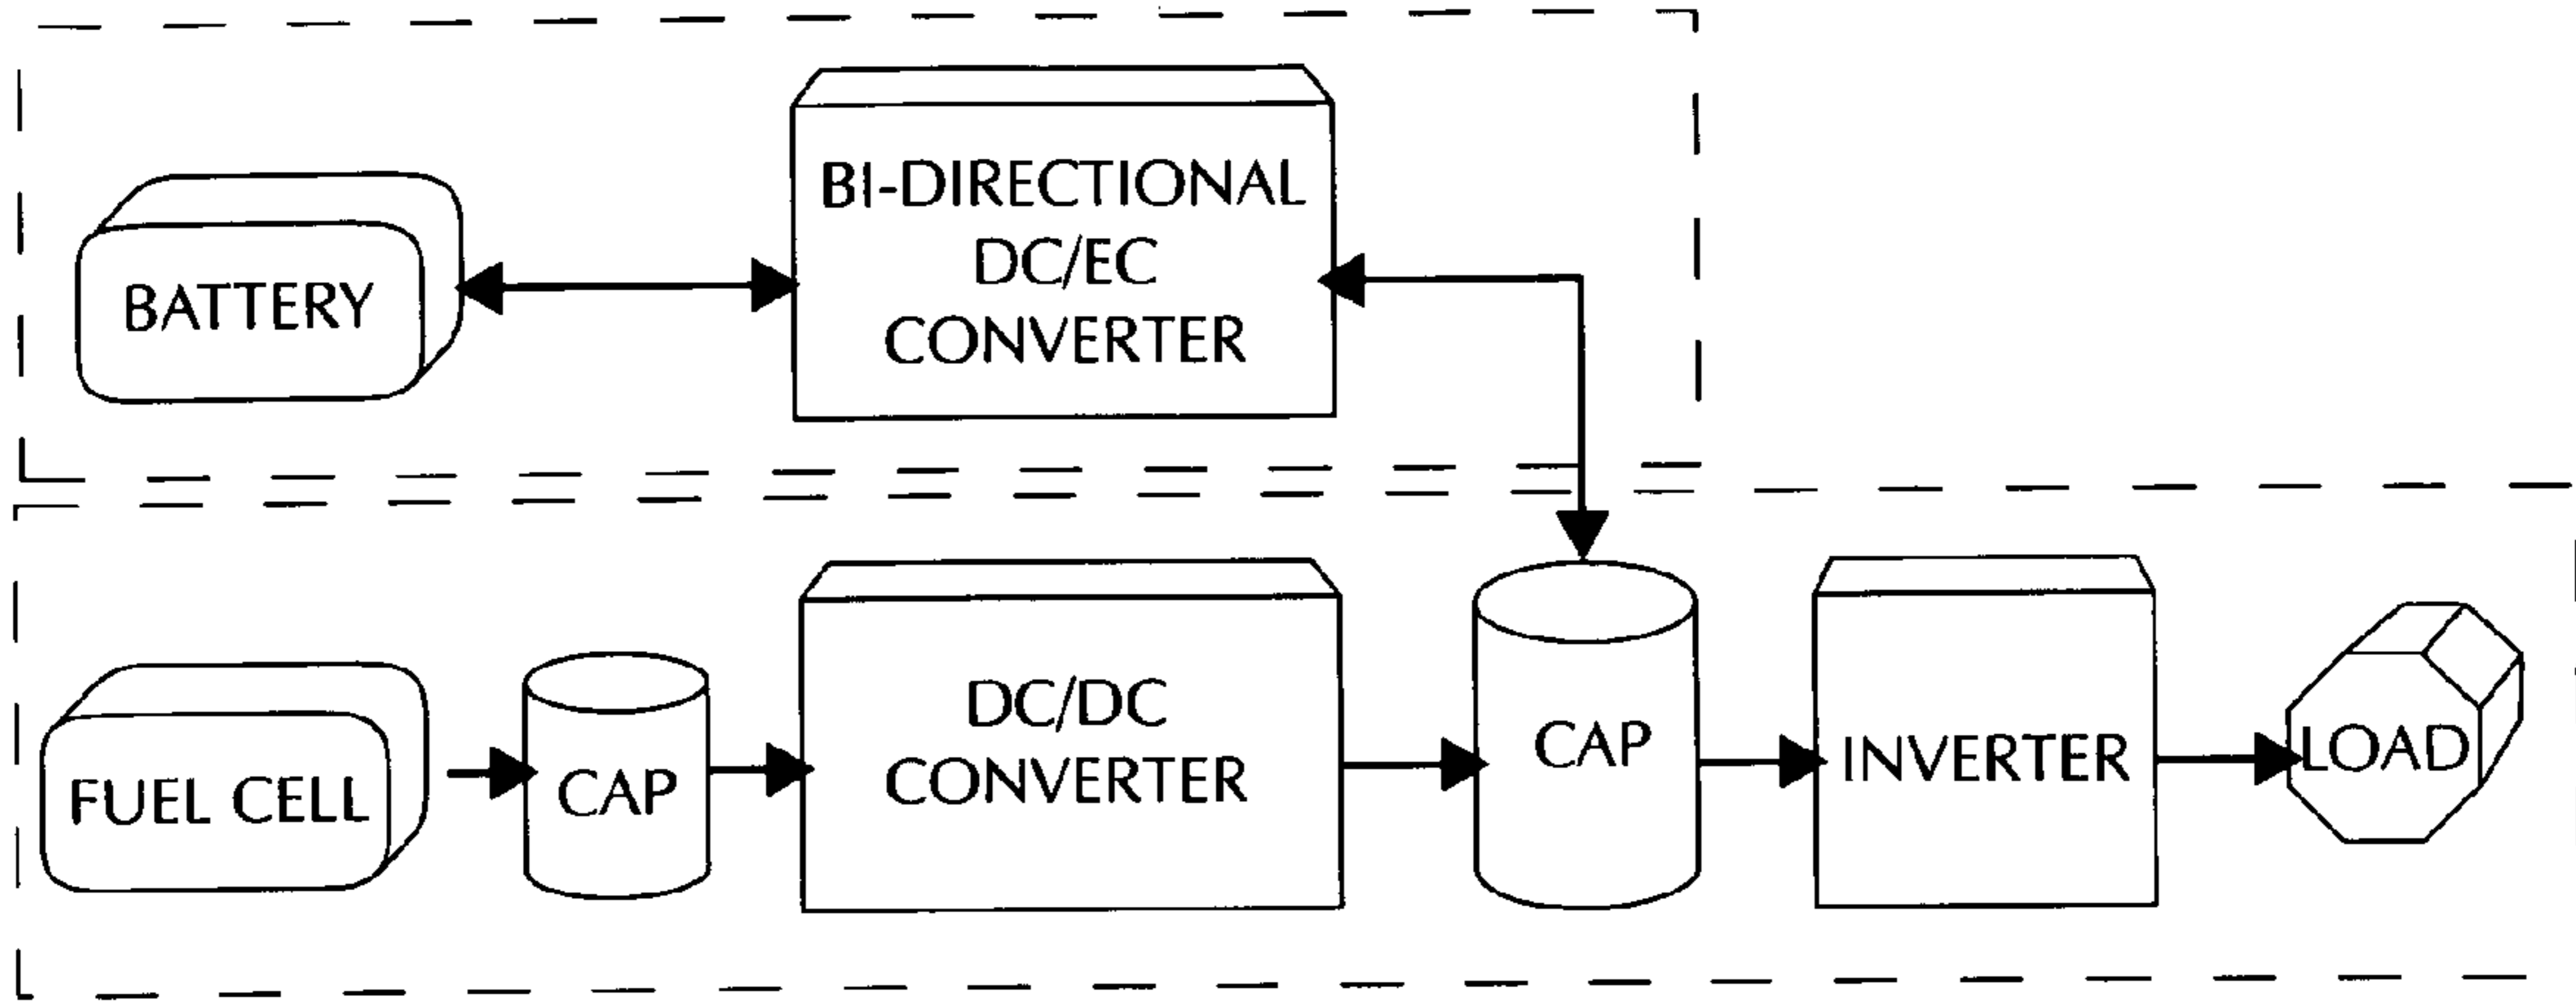 BI-DIRECTIONAL
DC/EC
CONVERTER
BATTERY
FUEL CELL
CAP
DC/DC
CONVERTER
CAP
INVERTER
LOAD